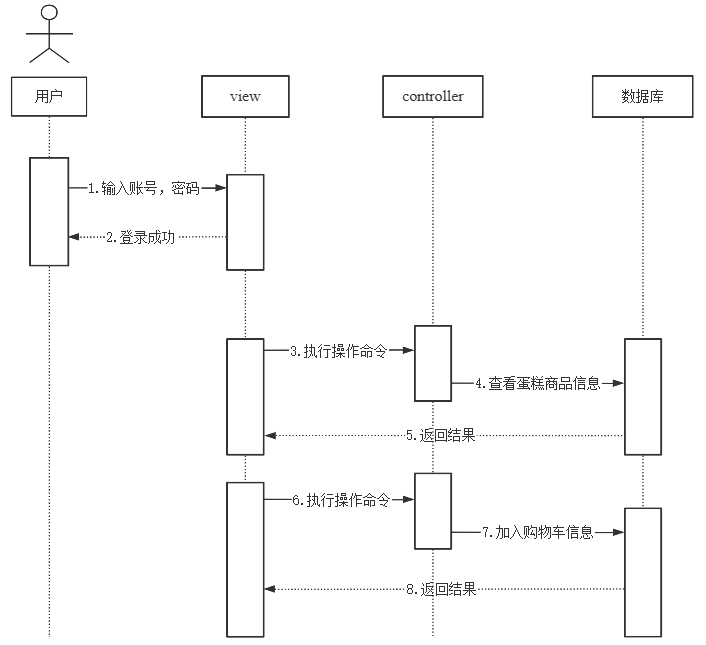 用户
view
controller
数据库
1.输入账号，密码
2.登录成功
3.执行操作命令
4.查看蛋糕商品信息
5.返回结果
6.执行操作命令
7.加入购物车信息
8.返回结果